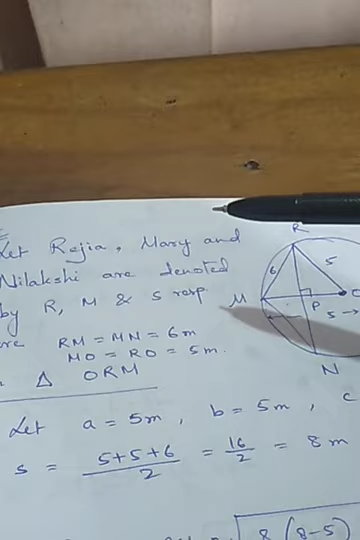 Let Rejia, Mary and
Nilakshi are denoted
by R, M & S resp.
RM = MN = 6m
MO = RO = 5m.
Δ ORM
Let a = 5m, b = 5m, c
s = 5+5+6 / 2 = 16/2 = 8m
8 (8-5)
R
6
5
M
P
5 →
N